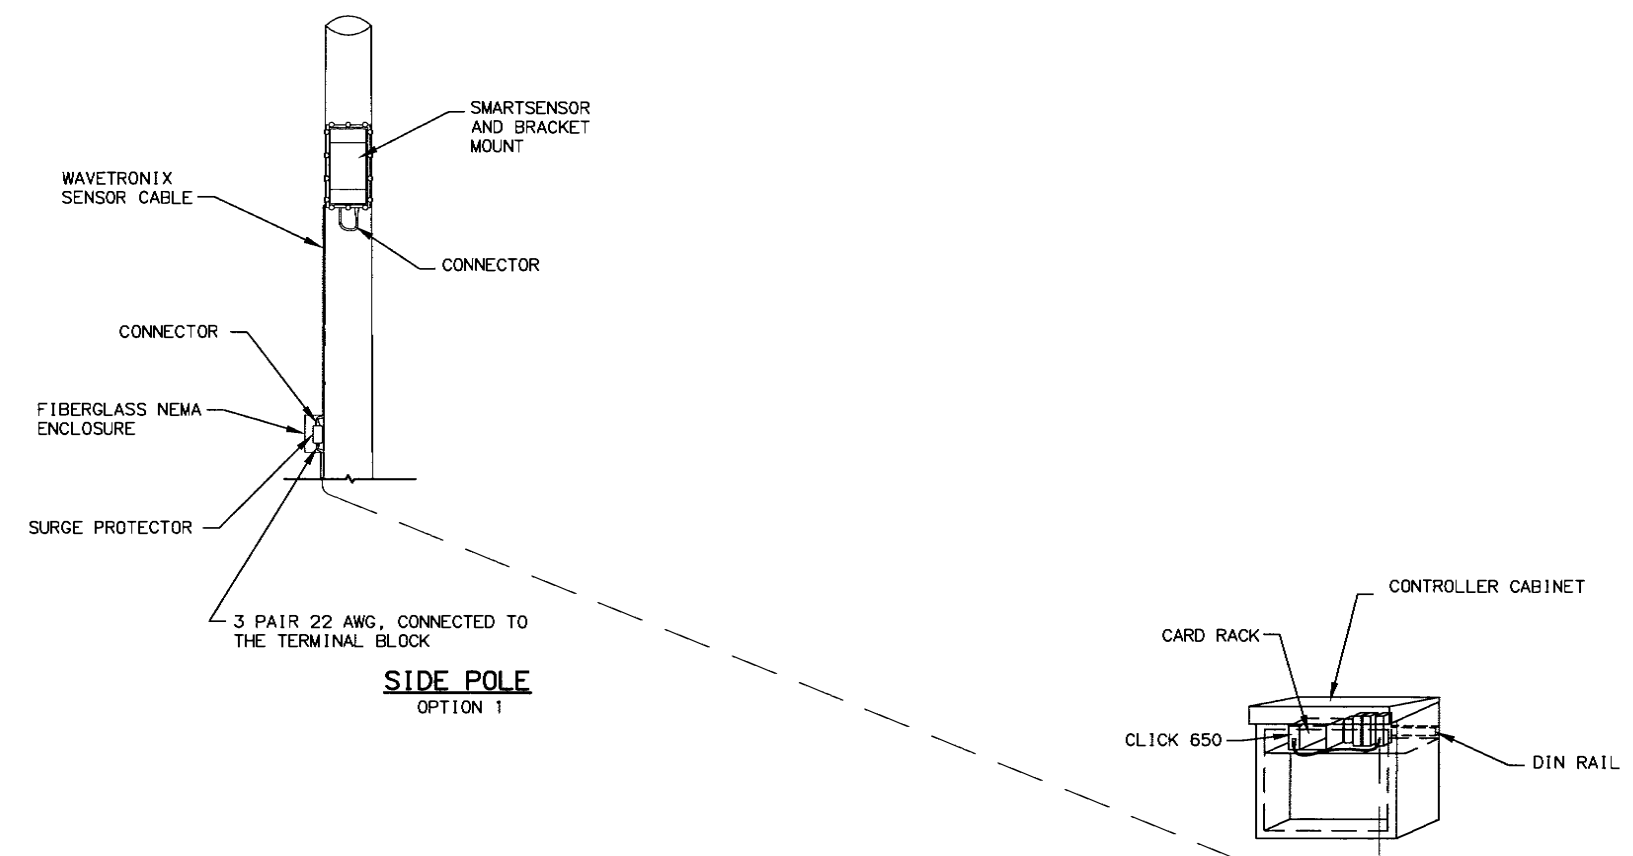 SMARTSENSOR
AND BRACKET
MOUNT
WAVETRONIX
SENSOR CABLE
CONNECTOR
CONNECTOR
FIBERGLASS NEMA
ENCLOSURE
SURGE PROTECTOR
3 PAIR 22 AWG, CONNECTED TO
THE TERMINAL BLOCK
SIDE POLE
OPTION 1
CONTROLLER CABINET
CARD RACK
CLICK 650
DIN RAIL